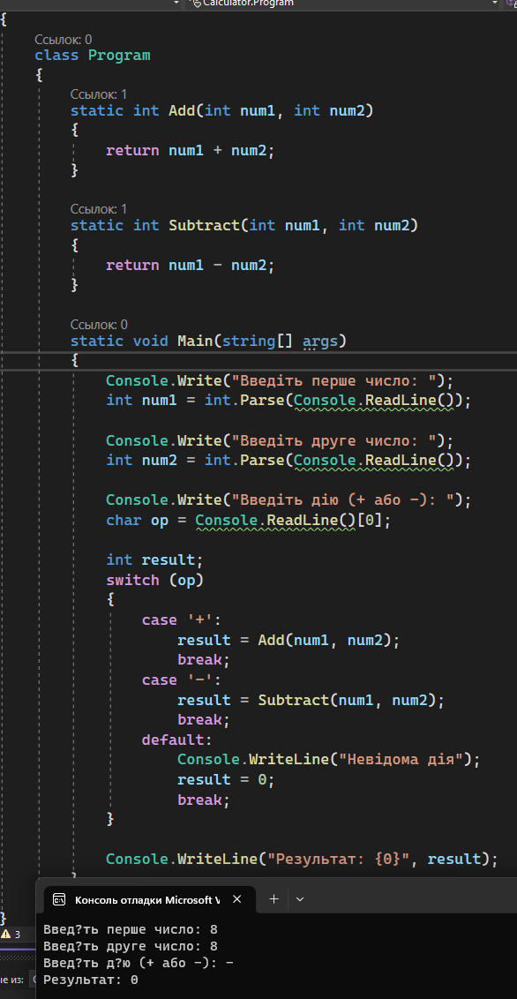 Calculator.Program
{
Ссылок: 0
class Program
{
Ссылок: 1
static int Add(int num1, int num2)
{
return num1 + num2;
}
Ссылок: 1
static int Subtract(int num1, int num2)
{
return num1 - num2;
}
Ссылок: 0
static void Main(string[] args)
{
Console.Write("Введіть перше число: ");
int num1 = int.Parse(Console.ReadLine());
Console.Write("Введіть друге число: ");
int num2 = int.Parse(Console.ReadLine());
Console.Write("Введіть дію (+ або -): ");
char op = Console.ReadLine()[0];
int result;
switch (op)
{
case '+':
result = Add(num1, num2);
break;
case '-':
result = Subtract(num1, num2);
break;
default:
Console.WriteLine("Невідома дія");
result = 0;
break;
}
Console.WriteLine("Результат: {0}", result);
}
}
Консоль отладки Microsoft V
3
Введ?ть перше число: 8
Введ?ть друге число: 8
Введ?ть д?ю (+ або -): -
Результат: 0
ые из: